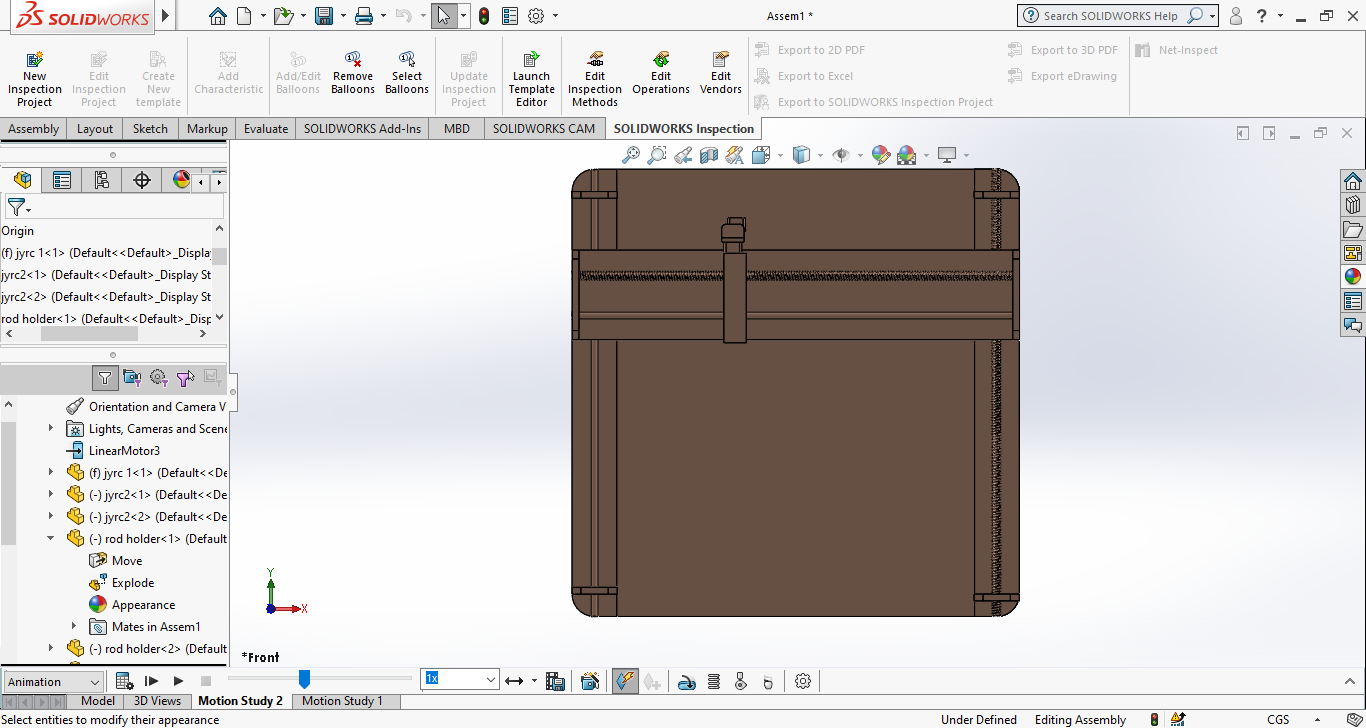 SOLIDWORKS
Assem1 *
Search SOLIDWORKS Help
?
New Inspection Project
Edit Inspection Project
Create New template
Add Characteristic
Add/Edit Balloons
Remove Balloons
Select Balloons
Update Inspection Project
Launch Template Editor
Edit Inspection Methods
Edit Operations
Edit Vendors
Export to 2D PDF
Export to Excel
Export to SOLIDWORKS Inspection Project
Export to 3D PDF
Export eDrawing
Net-Inspect
Assembly Layout Sketch Markup Evaluate SOLIDWORKS Add-Ins MBD SOLIDWORKS CAM SOLIDWORKS Inspection
Origin
(f) jyrc 1<1> (Default<<Default>_Displa
jyrc2<1> (Default<<Default>_Display St
jyrc2<2> (Default<<Default>_Display St
rod holder<1> (Default<<Default>_Disp
Orientation and Camera V
Lights, Cameras and Scene
LinearMotor3
(f) jyrc 1<1> (Default<<De
(-) jyrc2<1> (Default<<De
(-) jyrc2<2> (Default<<De
(-) rod holder<1> (Default
Move
Explode
Appearance
Mates in Assem1
(-) rod holder<2> (Default
Y
X
*Front
Animation
1x
Model 3D Views Motion Study 2 Motion Study 1
Select entities to modify their appearance
Under Defined Editing Assembly CGS